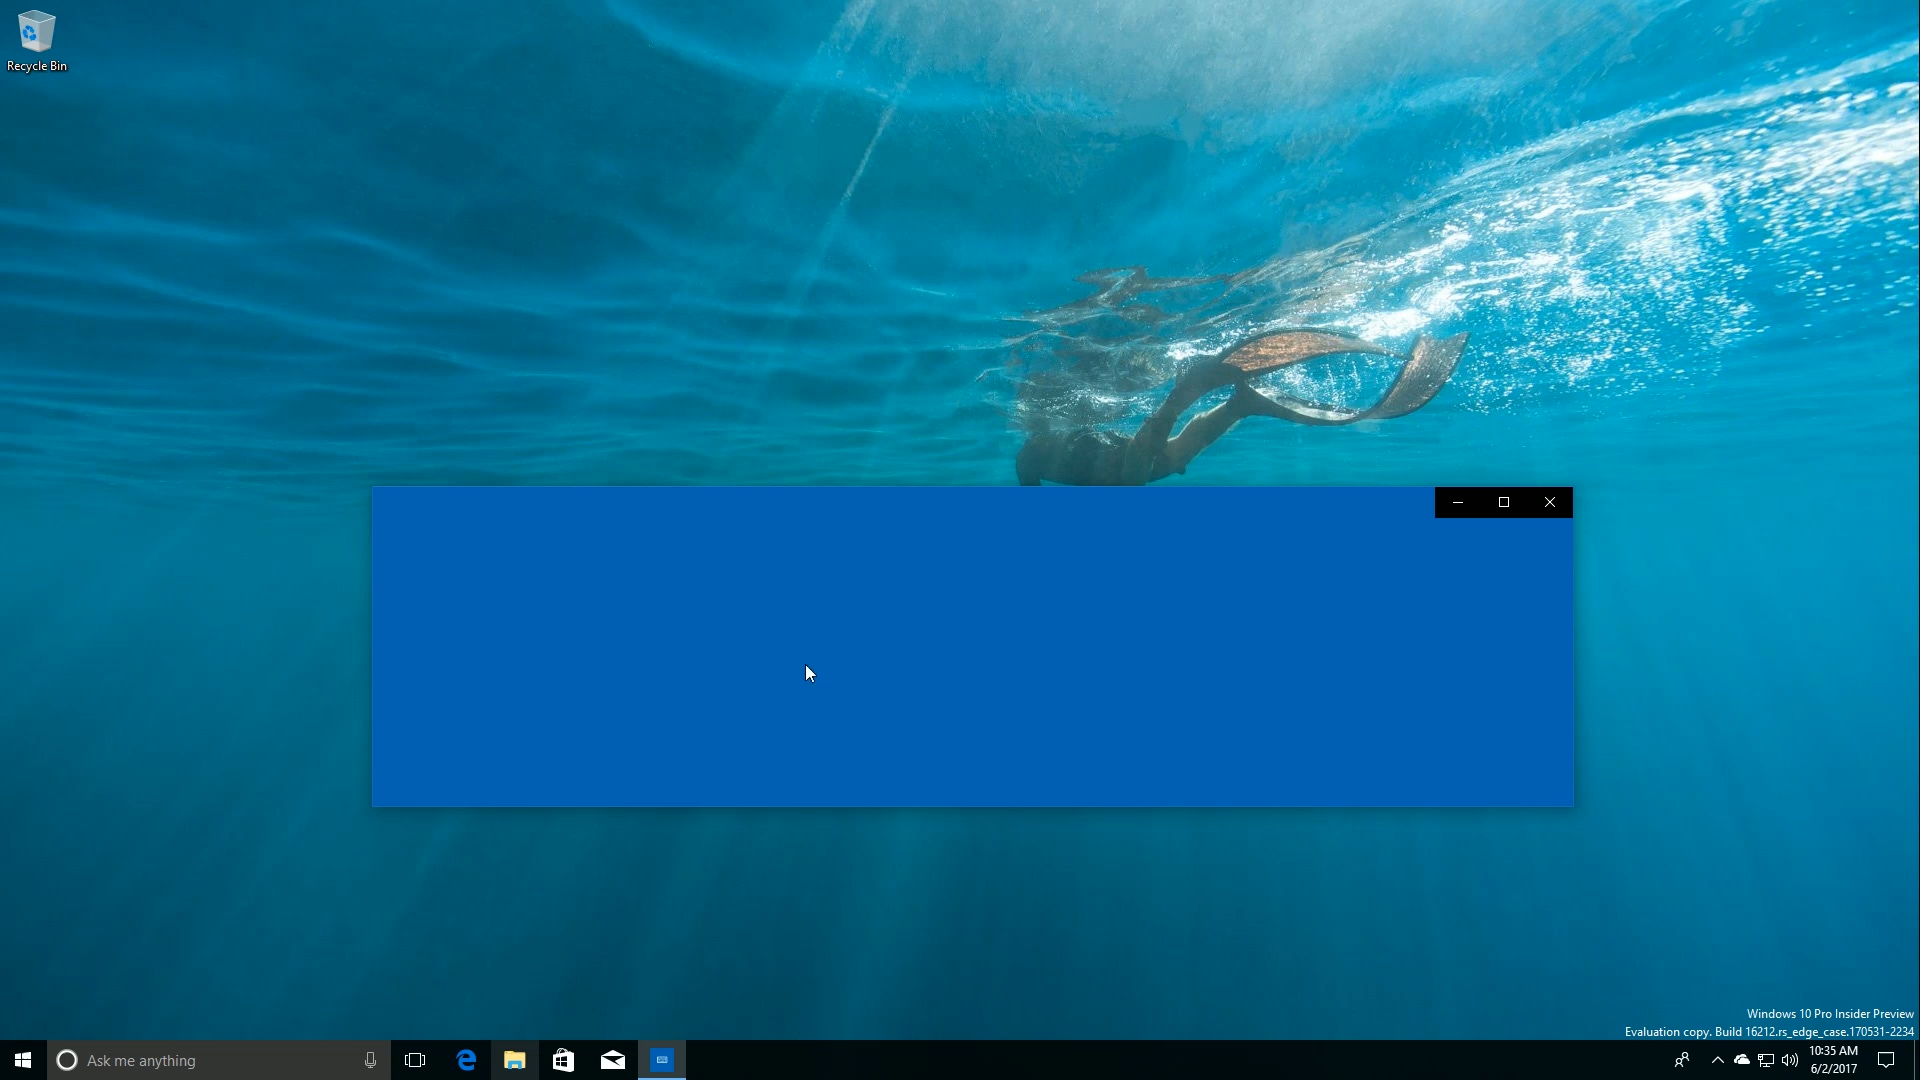 Recycle Bin
Windows 10 Pro Insider Preview
Evaluation copy. Build 16212.rs_edge_case.170531-2234
Ask me anything
10:35 AM
6/2/2017